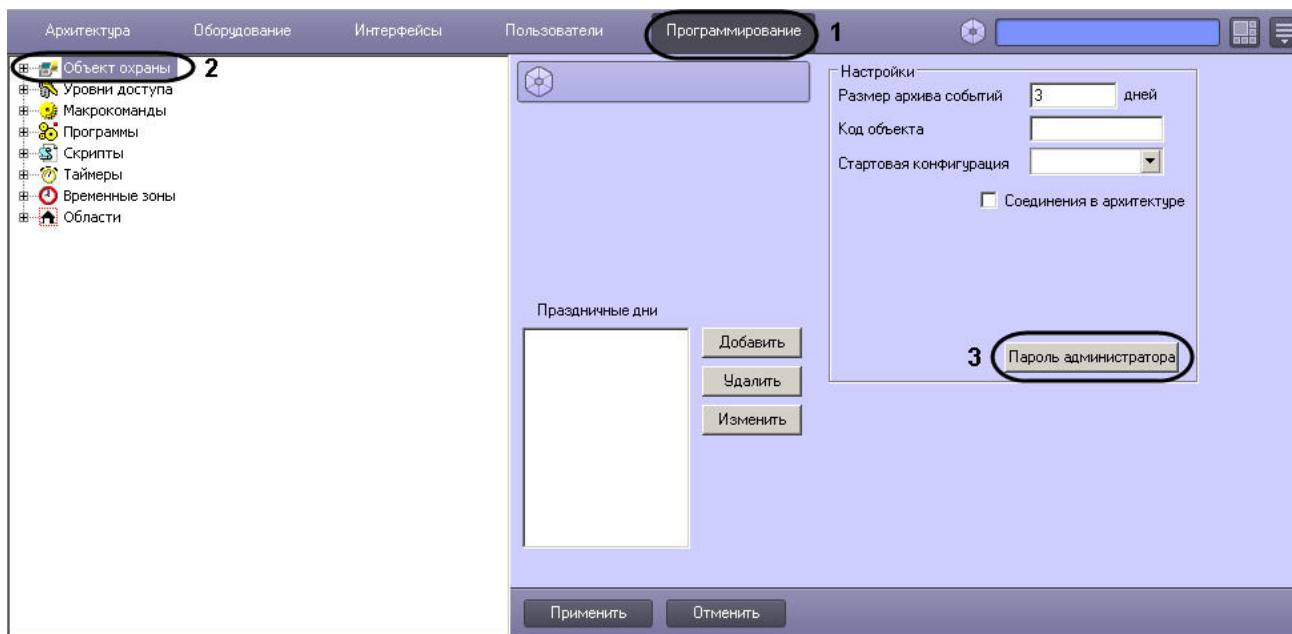 Архитектура Оборудование Интерфейсы Пользователи Программирование 1
Объект охраны 2
Уровни доступа
Макрокоманды
Программы
Скрипты
Таймеры
Временные зоны
Области
Настройки
Размер архива событий 3 дней
Код объекта
Стартовая конфигурация
Соединения в архитектуре
Праздничные дни
Добавить
Удалить
Изменить
3 Пароль администратора
Применить Отменить